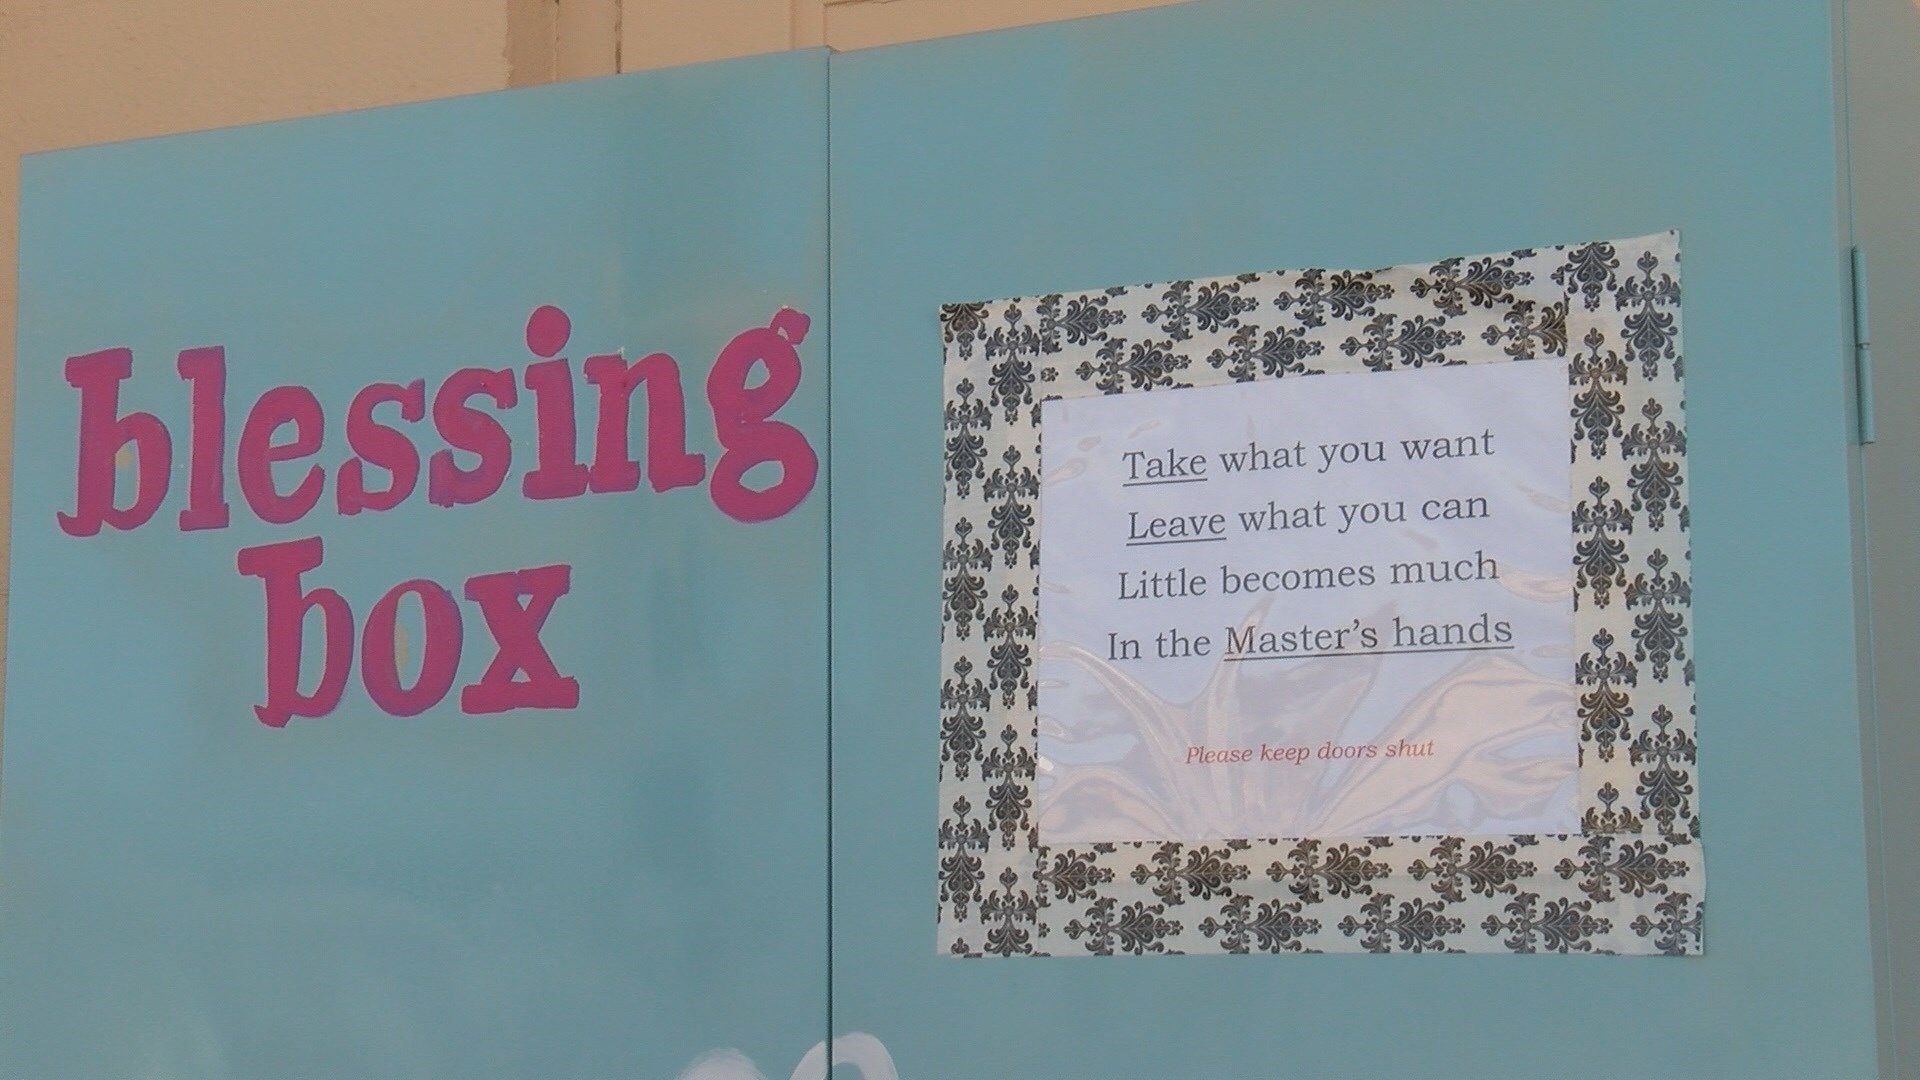 blessing
box
Take what you want
Leave what you can
Little becomes much
In the Master's hands
Please keep doors shut